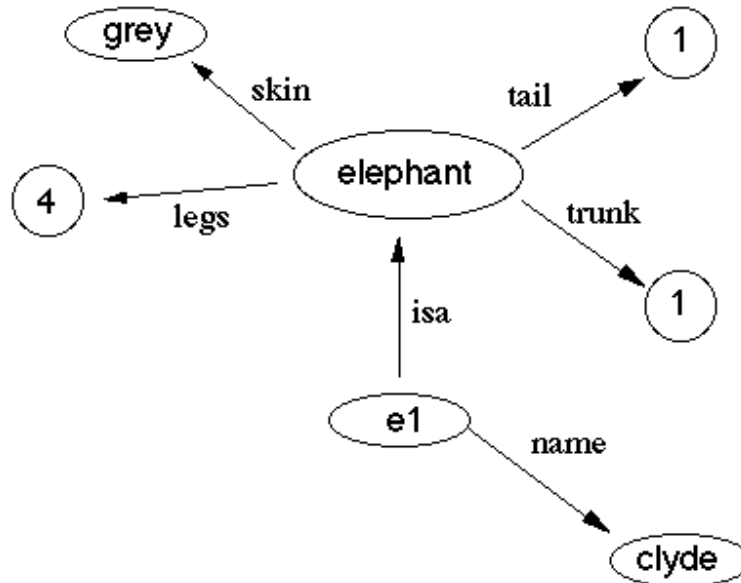 grey
1
skin
tail
elephant
4
legs
trunk
1
isa
e1
name
clyde